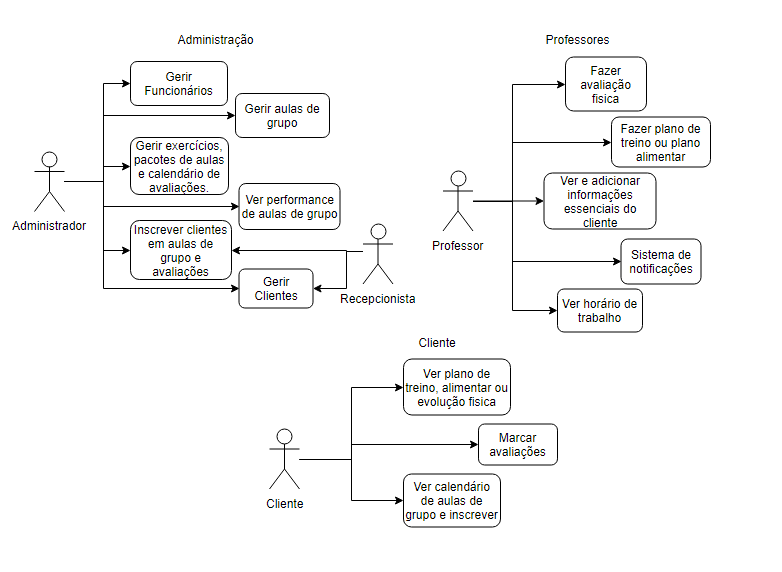 Administração
Gerir
Funcionários
Gerir aulas de
grupo
Gerir exercícios,
pacotes de aulas
e calendário de
avaliações.
Ver performance
de aulas de grupo
Administrador
Inscrever clientes
em aulas de
grupo e
avaliações
Gerir
Clientes
Recepcionista
Professores
Fazer
avaliação
fisica
Fazer plano de
treino ou plano
alimentar
Ver e adicionar
informações
essenciais do
cliente
Professor
Sistema de
notificações
Ver horário de
trabalho
Cliente
Ver plano de
treino, alimentar ou
evolução fisica
Marcar
avaliações
Ver calendário
de aulas de
grupo e inscrever
Cliente